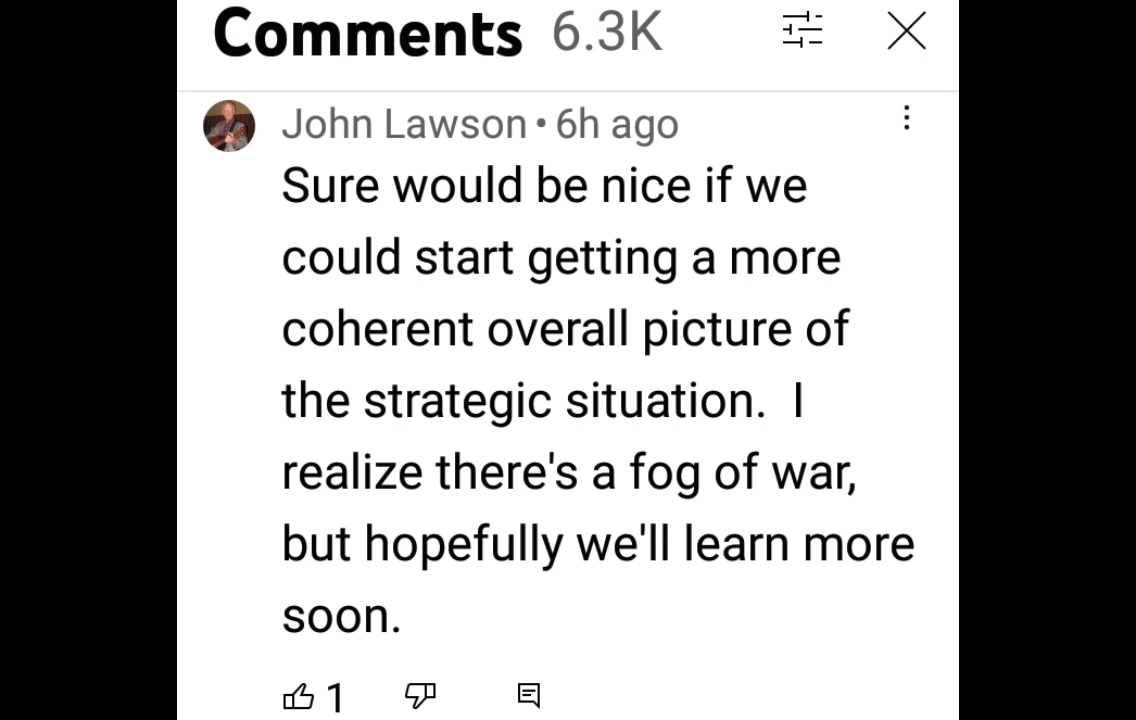 Comments 6.3K
John Lawson • 6h ago
Sure would be nice if we
could start getting a more
coherent overall picture of
the strategic situation.  I
realize there's a fog of war,
but hopefully we'll learn more
soon.
1